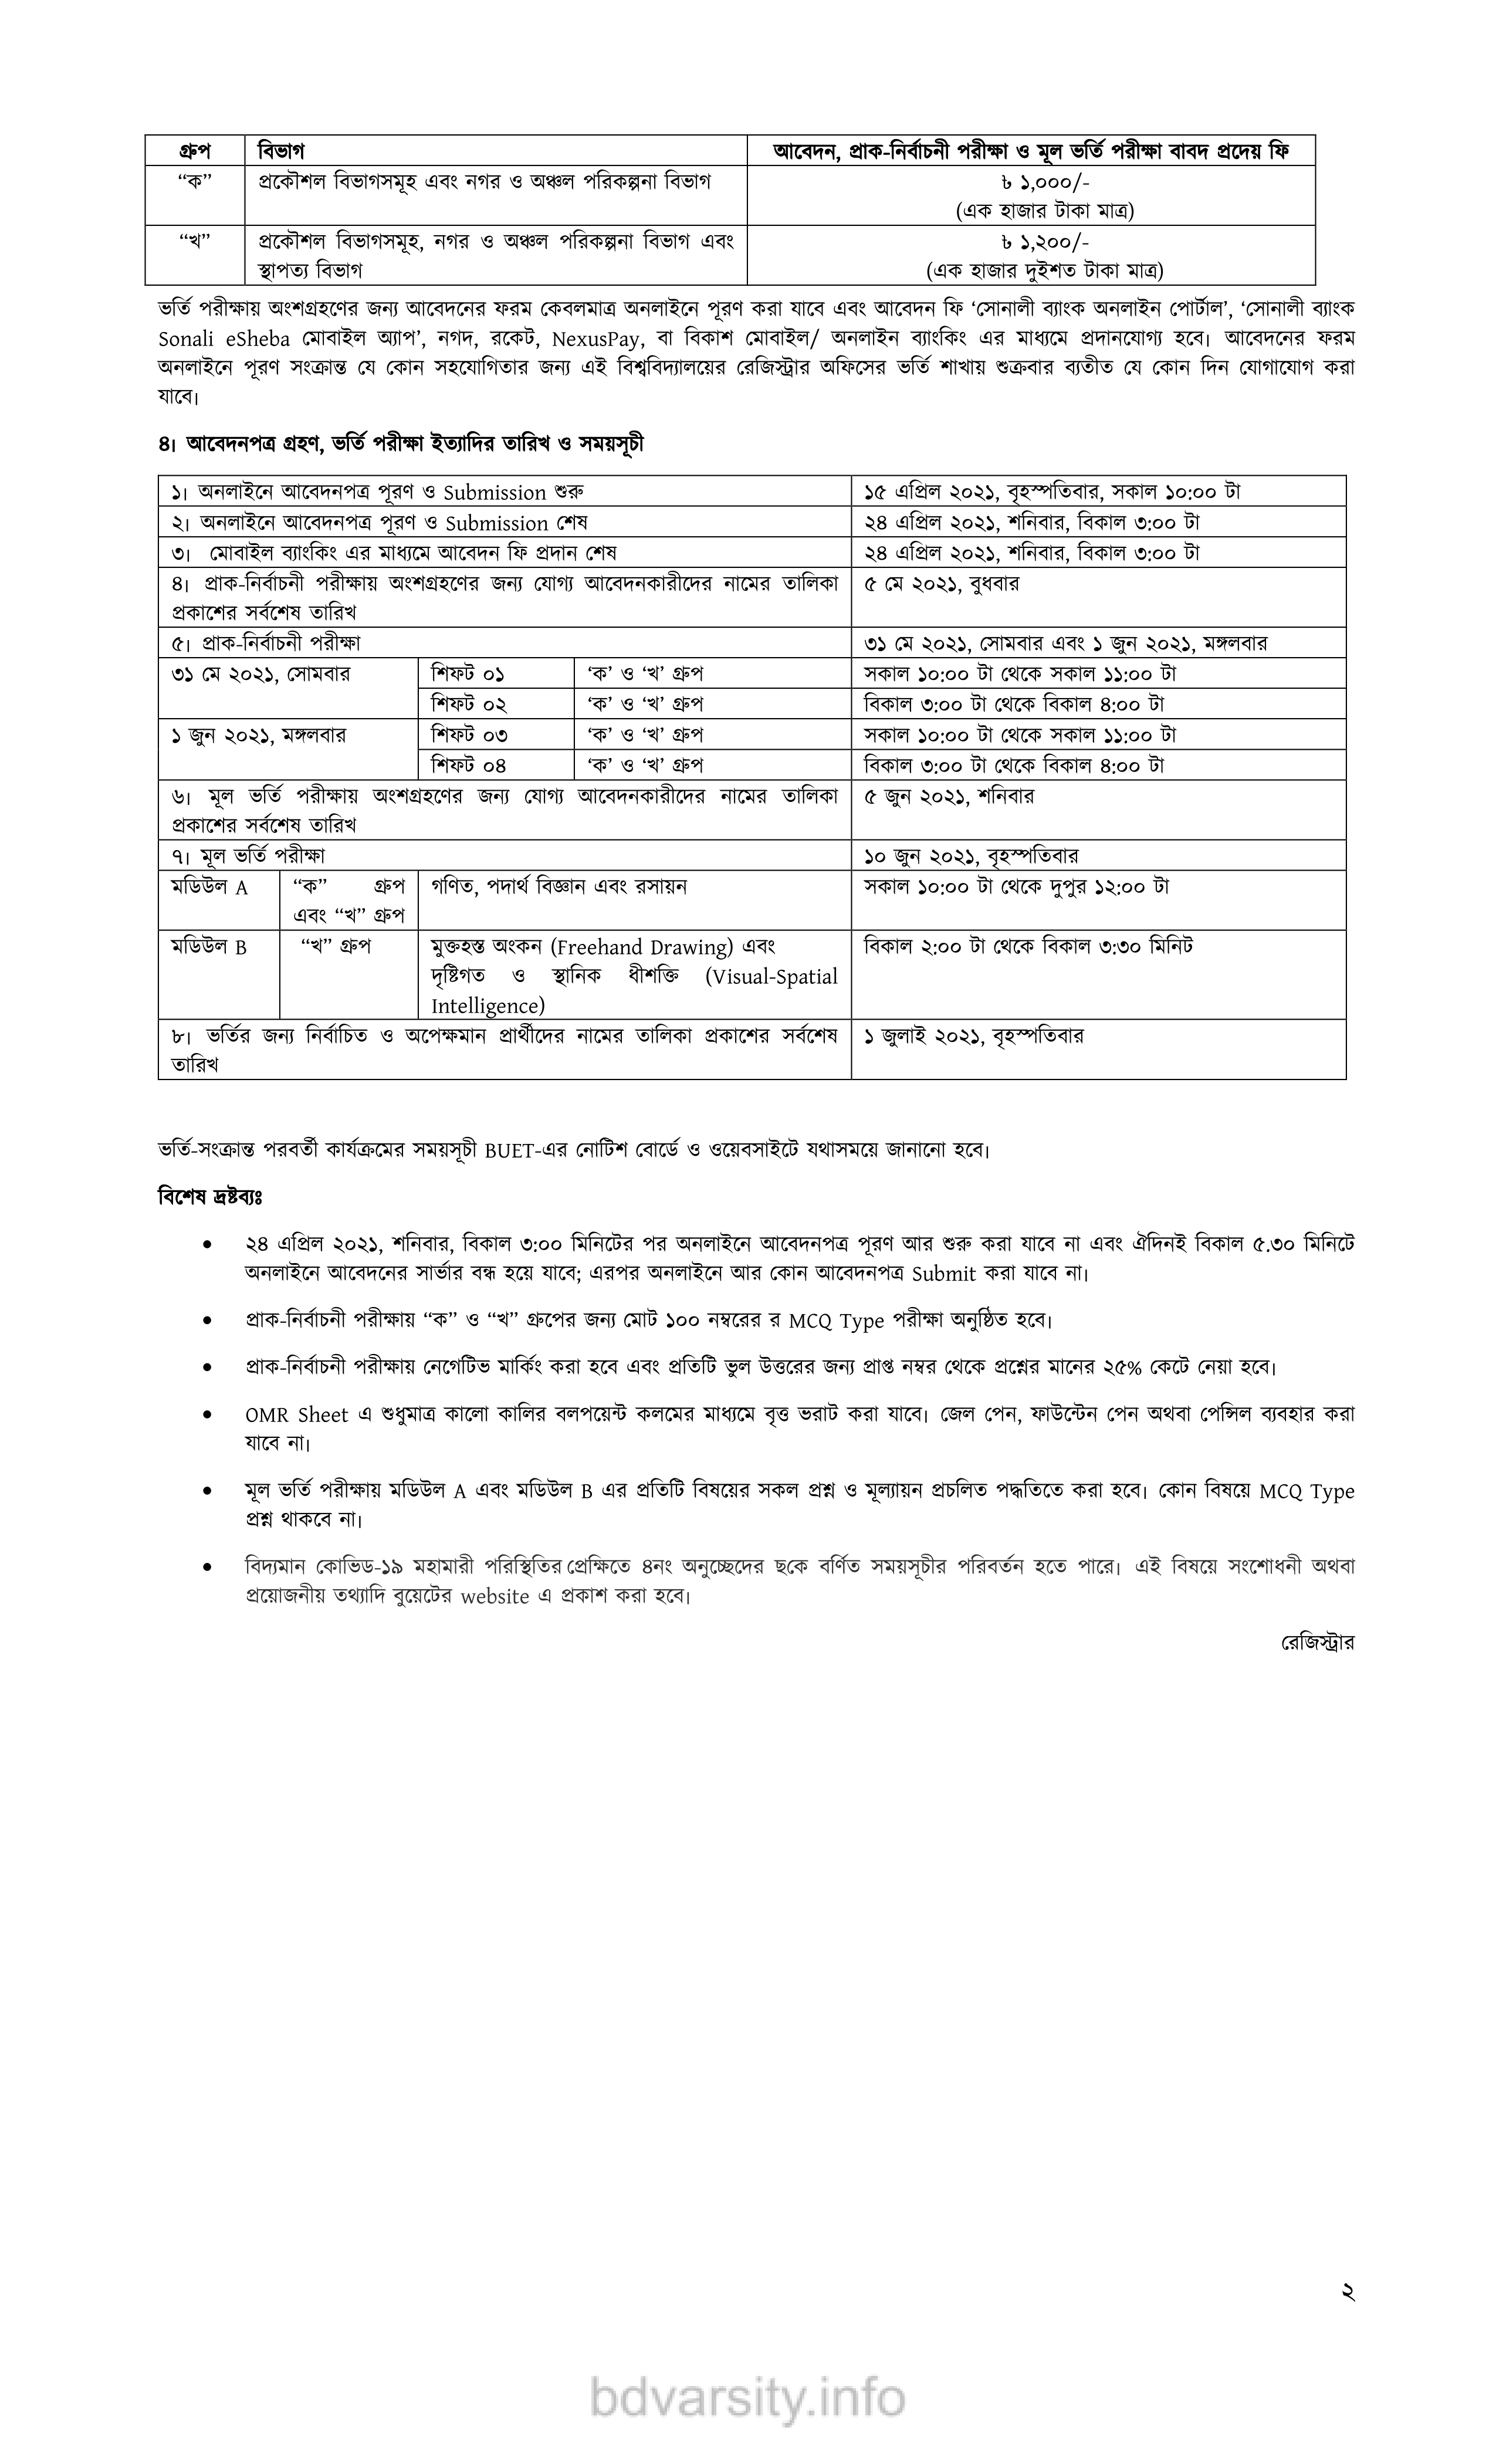 গ্রুপ বিভাগ আবেদন, প্রাক-নির্বাচনী পরীক্ষা ও মূল ভর্তি পরীক্ষা বাবদ প্রদেয় ফি
“ক” প্রকৌশল বিভাগসমূহ এবং নগর ও অঞ্চল পরিকল্পনা বিভাগ ৳ ১,০০০/-
(এক হাজার টাকা মাত্র)
“খ” প্রকৌশল বিভাগসমূহ, নগর ও অঞ্চল পরিকল্পনা বিভাগ এবং ৳ ১,২০০/-
স্থাপত্য বিভাগ (এক হাজার দুইশত টাকা মাত্র)
ভর্তি পরীক্ষায় অংশগ্রহণের জন্য আবেদনের ফরম কেবলমাত্র অনলাইনে পূরণ করা যাবে এবং আবেদন ফি ‘সোনালী ব্যাংক অনলাইন পোর্টাল’, ‘সোনালী ব্যাংক
Sonali eSheba মোবাইল অ্যাপ’, নগদ, রকেট, NexusPay, বা বিকাশ মোবাইল/ অনলাইন ব্যাংকিং এর মাধ্যমে প্রদানযোগ্য হবে। আবেদনের ফরম
অনলাইনে পূরণ সংক্রান্ত যে কোন সহযোগিতার জন্য এই বিশ্ববিদ্যালয়ের রেজিস্ট্রার অফিসের ভর্তি শাখায় শুক্রবার ব্যতীত যে কোন দিন যোগাযোগ করা
যাবে।
৪। আবেদনপত্র গ্রহণ, ভর্তি পরীক্ষা ইত্যাদির তারিখ ও সময়সূচী
১। অনলাইনে আবেদনপত্র পূরণ ও Submission শুরু ১৫ এপ্রিল ২০২১, বৃহস্পতিবার, সকাল ১০:০০ টা
২। অনলাইনে আবেদনপত্র পূরণ ও Submission শেষ ২৪ এপ্রিল ২০২১, শনিবার, বিকাল ৩:০০ টা
৩। মোবাইল ব্যাংকিং এর মাধ্যমে আবেদন ফি প্রদান শেষ ২৪ এপ্রিল ২০২১, শনিবার, বিকাল ৩:০০ টা
৪। প্রাক-নির্বাচনী পরীক্ষায় অংশগ্রহণের জন্য যোগ্য আবেদনকারীদের নামের তালিকা ৫ মে ২০২১, বুধবার
প্রকাশের সর্বশেষ তারিখ
৫। প্রাক-নির্বাচনী পরীক্ষা ৩১ মে ২০২১, সোমবার এবং ১ জুন ২০২১, মঙ্গলবার
৩১ মে ২০২১, সোমবার শিফট ০১ ‘ক’ ও ‘খ’ গ্রুপ সকাল ১০:০০ টা থেকে সকাল ১১:০০ টা
শিফট ০২ ‘ক’ ও ‘খ’ গ্রুপ বিকাল ৩:০০ টা থেকে বিকাল ৪:০০ টা
১ জুন ২০২১, মঙ্গলবার শিফট ০৩ ‘ক’ ও ‘খ’ গ্রুপ সকাল ১০:০০ টা থেকে সকাল ১১:০০ টা
শিফট ০৪ ‘ক’ ও ‘খ’ গ্রুপ বিকাল ৩:০০ টা থেকে বিকাল ৪:০০ টা
৬। মূল ভর্তি পরীক্ষায় অংশগ্রহণের জন্য যোগ্য আবেদনকারীদের নামের তালিকা ৫ জুন ২০২১, শনিবার
প্রকাশের সর্বশেষ তারিখ
৭। মূল ভর্তি পরীক্ষা ১০ জুন ২০২১, বৃহস্পতিবার
মডিউল A “ক” গ্রুপ গণিত, পদার্থ বিজ্ঞান এবং রসায়ন সকাল ১০:০০ টা থেকে দুপুর ১২:০০ টা
এবং “খ” গ্রুপ
মডিউল B “খ” গ্রুপ মুক্তহস্ত অংকন (Freehand Drawing) এবং বিকাল ২:০০ টা থেকে বিকাল ৩:৩০ মিনিট
দৃষ্টিগত ও স্থানিক ধীশক্তি (Visual-Spatial
Intelligence)
৮। ভর্তির জন্য নির্বাচিত ও অপেক্ষমান প্রার্থীদের নামের তালিকা প্রকাশের সর্বশেষ ১ জুলাই ২০২১, বৃহস্পতিবার
তারিখ
ভর্তি-সংক্রান্ত পরবর্তী কার্যক্রমের সময়সূচী BUET-এর নোটিশ বোর্ডে ও ওয়েবসাইটে যথাসময়ে জানানো হবে।
বিশেষ দ্রষ্টব্যঃ
• ২৪ এপ্রিল ২০২১, শনিবার, বিকাল ৩:০০ মিনিটের পর অনলাইনে আবেদনপত্র পূরণ আর শুরু করা যাবে না এবং ঐদিনই বিকাল ৫.৩০ মিনিটে
অনলাইনে আবেদনের সার্ভার বন্ধ হয়ে যাবে; এরপর অনলাইনে আর কোন আবেদনপত্র Submit করা যাবে না।
• প্রাক-নির্বাচনী পরীক্ষায় “ক” ও “খ” গ্রুপের জন্য মোট ১০০ নম্বরের র MCQ Type পরীক্ষা অনুষ্ঠিত হবে।
• প্রাক-নির্বাচনী পরীক্ষায় নেগেটিভ মার্কিং করা হবে এবং প্রতিটি ভুল উত্তরের জন্য প্রাপ্ত নম্বর থেকে প্রশ্নের মানের ২৫% কেটে নেয়া হবে।
• OMR Sheet এ শুধুমাত্র কালো কালির বলপয়েন্ট কলমের মাধ্যমে বৃত্ত ভরাট করা যাবে। জেল পেন, ফাউন্টেন পেন অথবা পেন্সিল ব্যবহার করা
যাবে না।
• মূল ভর্তি পরীক্ষায় মডিউল A এবং মডিউল B এর প্রতিটি বিষয়ের সকল প্রশ্ন ও মূল্যায়ন প্রচলিত পদ্ধতিতে করা হবে। কোন বিষয়ে MCQ Type
প্রশ্ন থাকবে না।
• বিদ্যমান কোভিড-১৯ মহামারী পরিস্থিতির প্রেক্ষিতে ৪নং অনুচ্ছেদের ছকে বর্ণিত সময়সূচীর পরিবর্তন হতে পারে। এই বিষয়ে সংশোধনী অথবা
প্রয়োজনীয় তথ্যাদি বুয়েটের website এ প্রকাশ করা হবে।
রেজিস্ট্রার
২
bdvarsity.info